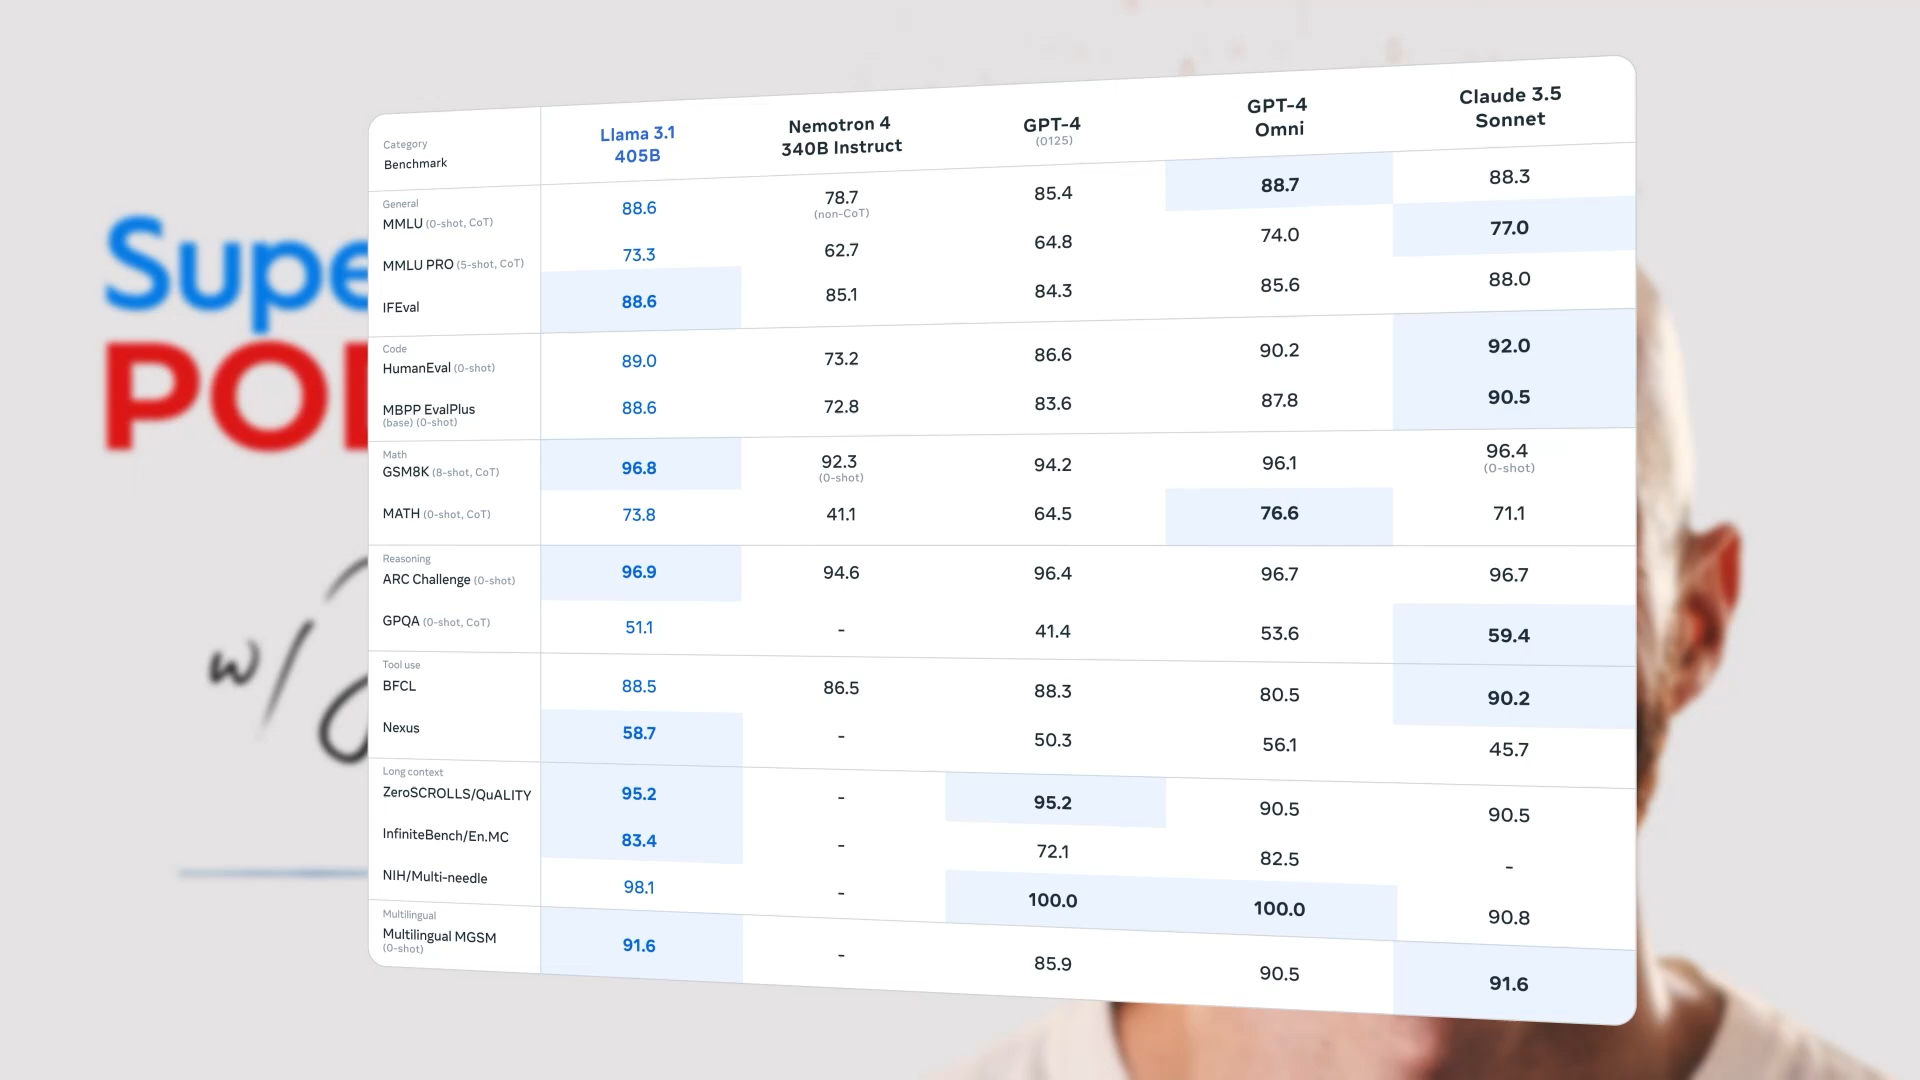 Supe
POD
w/
Category
Benchmark
Llama 3.1
405B
Nemotron 4
340B Instruct
GPT-4
(0125)
GPT-4
Omni
Claude 3.5
Sonnet
General
MMLU (0-shot, CoT) 88.6 78.7 85.4 88.7 88.3
(non-CoT)
MMLU PRO (5-shot, CoT) 73.3 62.7 64.8 74.0 77.0
IFEval 88.6 85.1 84.3 85.6 88.0
Code
HumanEval (0-shot) 89.0 73.2 86.6 90.2 92.0
MBPP EvalPlus 88.6 72.8 83.6 87.8 90.5
(base) (0-shot)
Math
GSM8K (8-shot, CoT) 96.8 92.3 94.2 96.1 96.4
(0-shot) (0-shot)
MATH (0-shot, CoT) 73.8 41.1 64.5 76.6 71.1
Reasoning
ARC Challenge (0-shot) 96.9 94.6 96.4 96.7 96.7
GPQA (0-shot, CoT) 51.1 - 41.4 53.6 59.4
Tool use
BFCL 88.5 86.5 88.3 80.5 90.2
Nexus 58.7 - 50.3 56.1 45.7
Long context
ZeroSCROLLS/QuALITY 95.2 - 95.2 90.5 90.5
InfiniteBench/En.MC 83.4 - 72.1 82.5 -
NIH/Multi-needle 98.1 - 100.0 100.0 90.8
Multilingual
Multilingual MGSM 91.6 - 85.9 90.5 91.6
(0-shot)